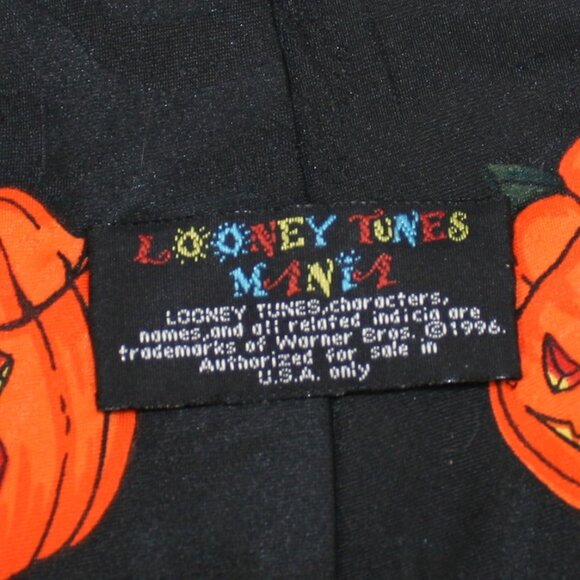 LOONEY TUNES
MANIA
LOONEY TUNES, characters,
names, and all related indicia are
trademarks of Warner Bros. ©1996.
Authorized for sale in
U.S.A. only